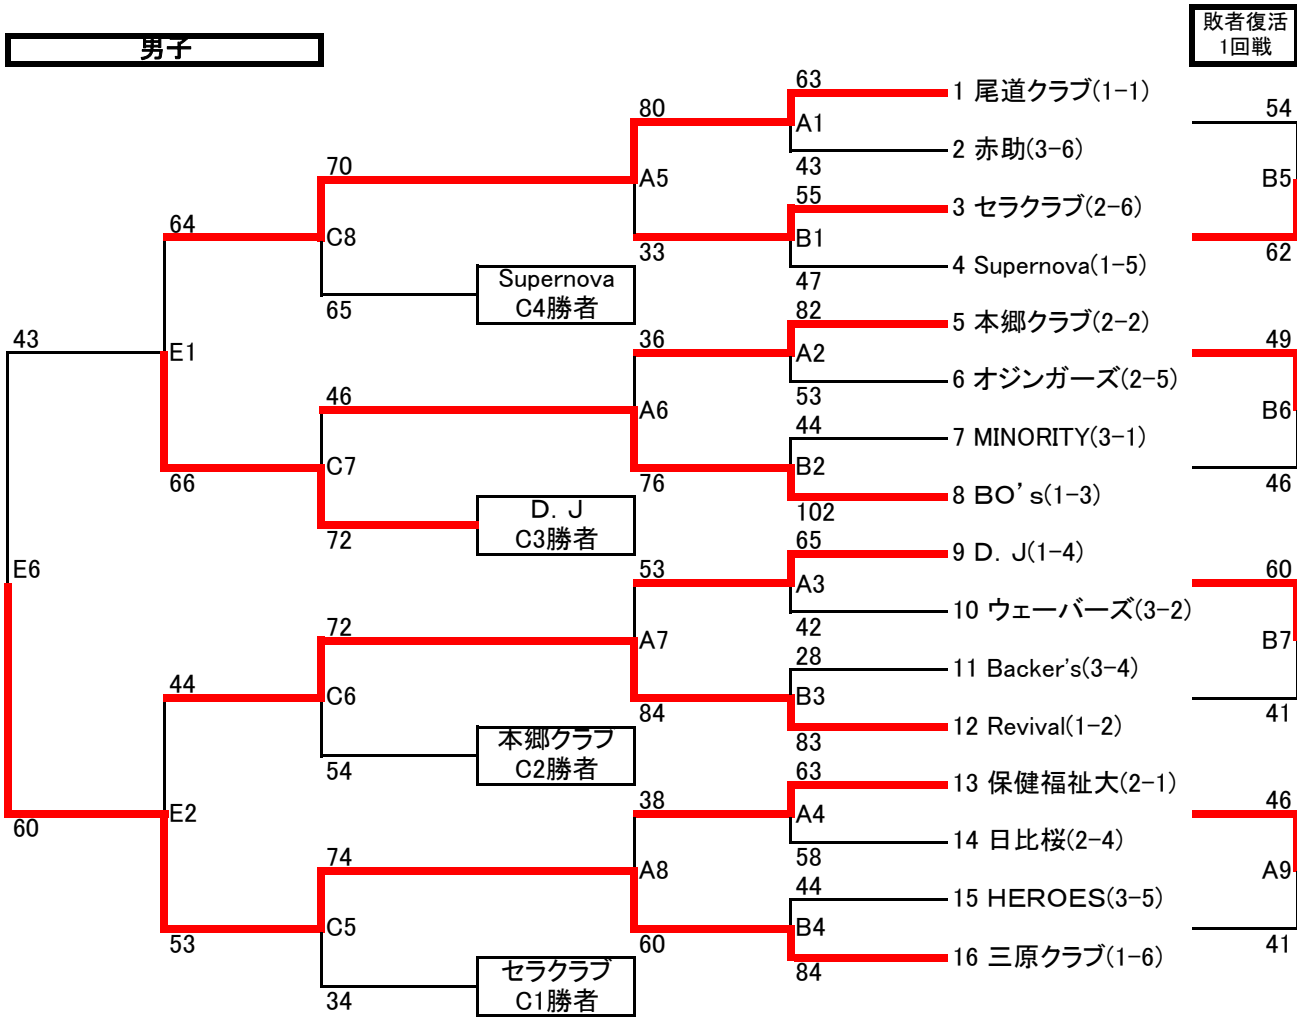 敗者復活
1回戦
男子
63
1 尾道クラブ(1-1)
80
A1
54
2 赤助(3-6)
70
43
A5
55
B5
3 セラクラブ(2-6)
64
C8
33
B1
62
4 Supernova(1-5)
Supernova
C4勝者
65
47
82
5 本郷クラブ(2-2)
43
36
49
E1
A2
6 オジンガーズ(2-5)
46
53
A6
44
B6
7 MINORITY(3-1)
C7
B2
66
76
46
8 BO's(1-3)
D. J
C3勝者
72
102
65
9 D. J(1-4)
E6
53
60
A3
10 ウェーバーズ(3-2)
72
42
A7
28
B7
11 Backer's(3-4)
44
C6
B3
84
41
12 Revival(1-2)
本郷クラブ
C2勝者
54
83
63
13 保健福祉大(2-1)
60
E2
38
46
A4
14 日比桜(2-4)
74
58
A8
44
A9
15 HEROES(3-5)
C5
B4
53
60
41
16 三原クラブ(1-6)
セラクラブ
C1勝者
34
84